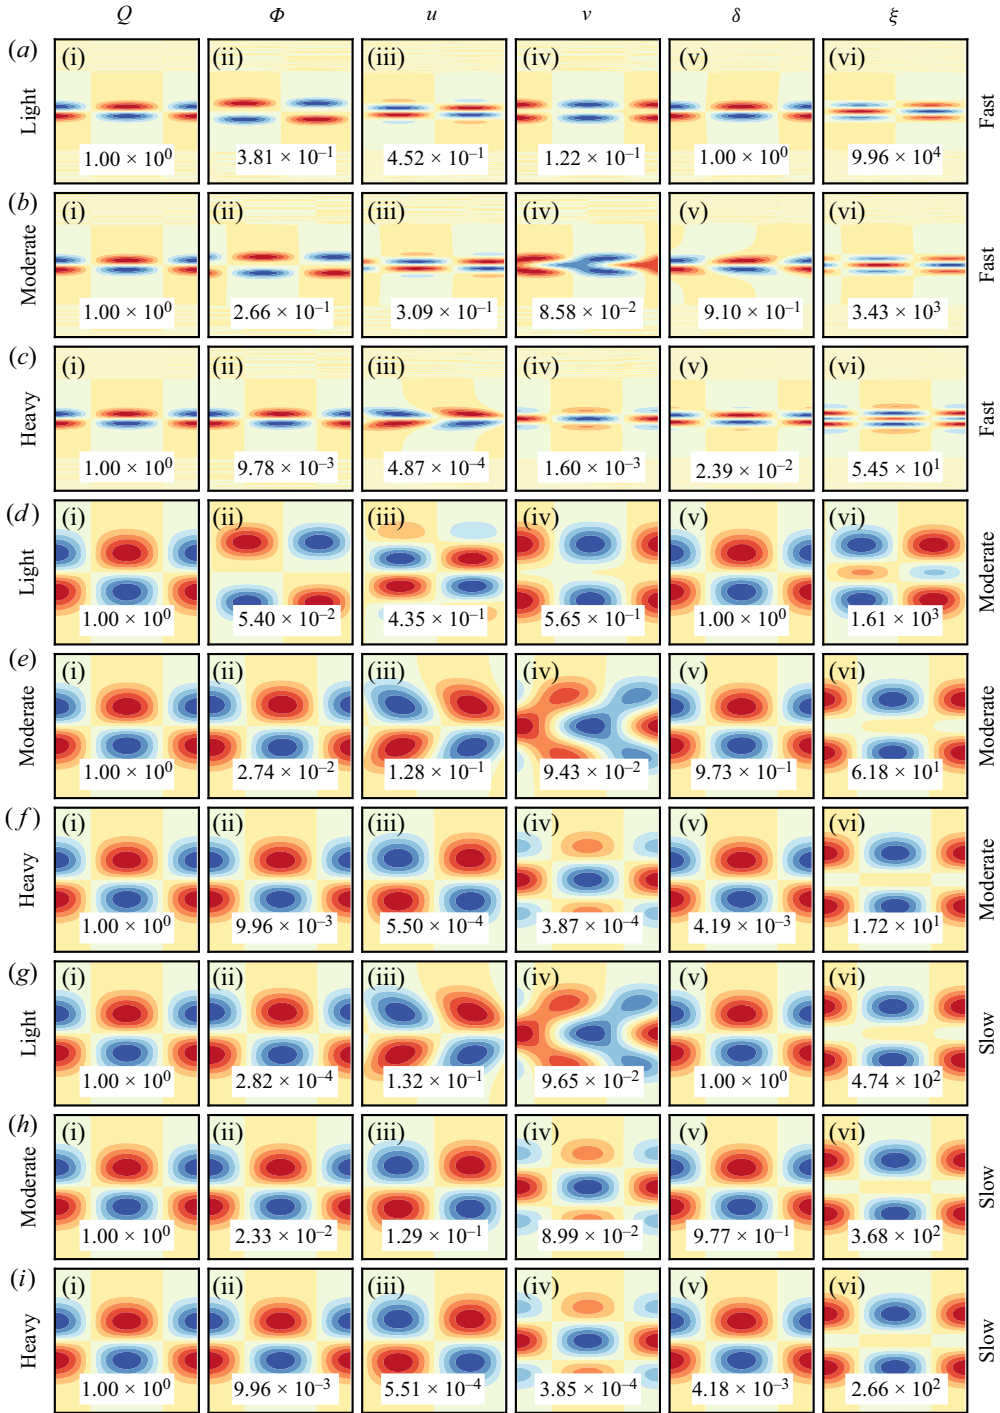 Q Φ u v δ ξ
(a) Light (i) (ii) (iii) (iv) (v) (vi) Fast
1.00 × 10⁰ 3.81 × 10⁻¹ 4.52 × 10⁻¹ 1.22 × 10⁻¹ 1.00 × 10⁰ 9.96 × 10⁴
(b) Moderate (i) (ii) (iii) (iv) (v) (vi) Fast
1.00 × 10⁰ 2.66 × 10⁻¹ 3.09 × 10⁻¹ 8.58 × 10⁻² 9.10 × 10⁻¹ 3.43 × 10³
(c) Heavy (i) (ii) (iii) (iv) (v) (vi) Fast
1.00 × 10⁰ 9.78 × 10⁻³ 4.87 × 10⁻⁴ 1.60 × 10⁻³ 2.39 × 10⁻² 5.45 × 10¹
(d) Light (i) (ii) (iii) (iv) (v) (vi) Moderate
1.00 × 10⁰ 5.40 × 10⁻² 4.35 × 10⁻¹ 5.65 × 10⁻¹ 1.00 × 10⁰ 1.61 × 10³
(e) Moderate (i) (ii) (iii) (iv) (v) (vi) Moderate
1.00 × 10⁰ 2.74 × 10⁻² 1.28 × 10⁻¹ 9.43 × 10⁻² 9.73 × 10⁻¹ 6.18 × 10¹
(f) Heavy (i) (ii) (iii) (iv) (v) (vi) Moderate
1.00 × 10⁰ 9.96 × 10⁻³ 5.50 × 10⁻⁴ 3.87 × 10⁻⁴ 4.19 × 10⁻³ 1.72 × 10¹
(g) Light (i) (ii) (iii) (iv) (v) (vi) Slow
1.00 × 10⁰ 2.82 × 10⁻⁴ 1.32 × 10⁻¹ 9.65 × 10⁻² 1.00 × 10⁰ 4.74 × 10²
(h) Moderate (i) (ii) (iii) (iv) (v) (vi) Slow
1.00 × 10⁰ 2.33 × 10⁻² 1.29 × 10⁻¹ 8.99 × 10⁻² 9.77 × 10⁻¹ 3.68 × 10²
(i) Heavy (i) (ii) (iii) (iv) (v) (vi) Slow
1.00 × 10⁰ 9.96 × 10⁻³ 5.51 × 10⁻⁴ 3.85 × 10⁻⁴ 4.18 × 10⁻³ 2.66 × 10²